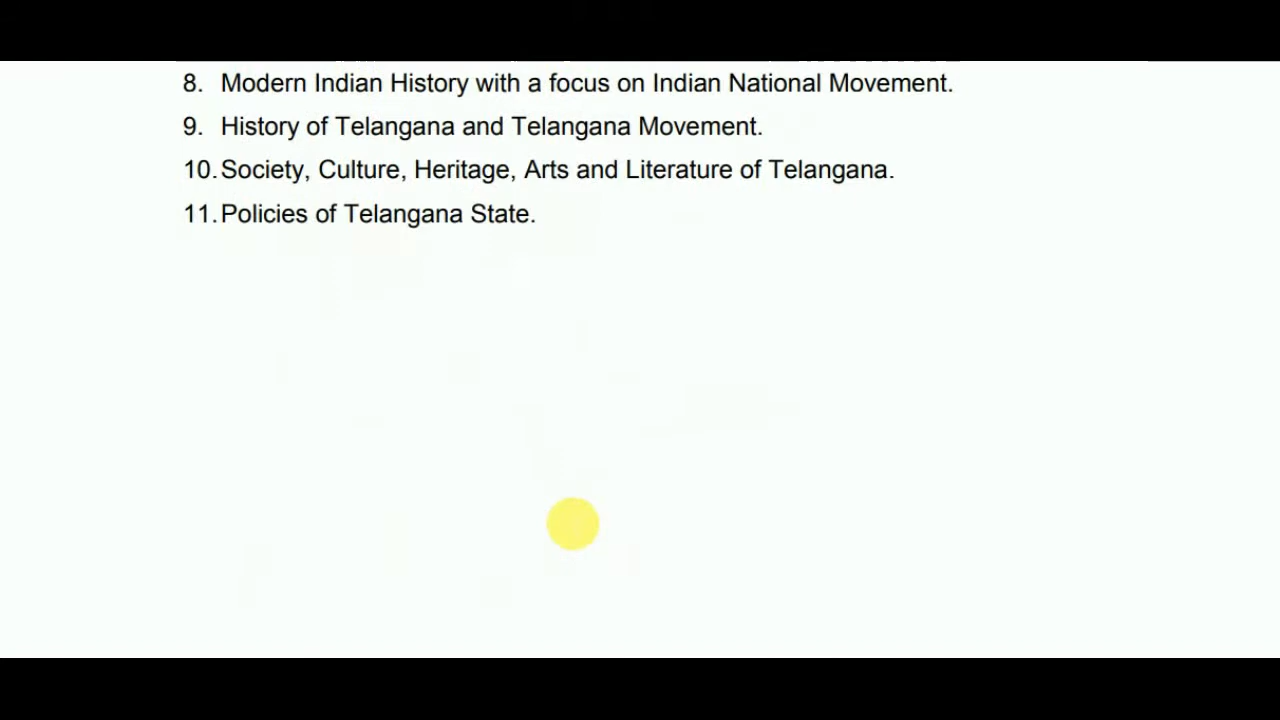 8. Modern Indian History with a focus on Indian National Movement.
9. History of Telangana and Telangana Movement.
10. Society, Culture, Heritage, Arts and Literature of Telangana.
11. Policies of Telangana State.